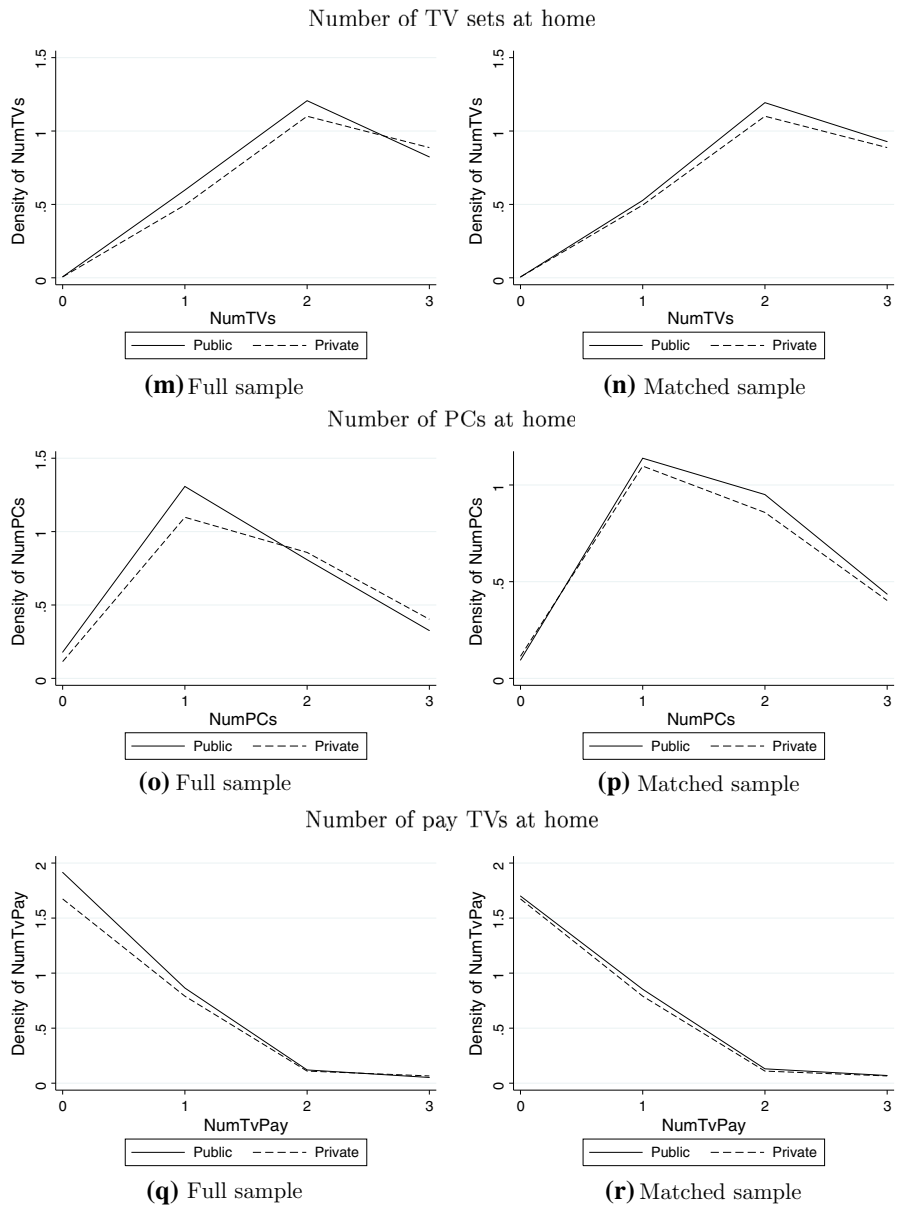 Number of TV sets at home
Density of NumTVs
0 .5 1 1.5
0 1 2 3
NumTVs
Public Private
(m) Full sample
Density of NumTVs
0 .5 1 1.5
0 1 2 3
NumTVs
Public Private
(n) Matched sample
Number of PCs at home
Density of NumPCs
0 .5 1 1.5
0 1 2 3
NumPCs
Public Private
(o) Full sample
Density of NumPCs
0 .5 1
0 1 2 3
NumPCs
Public Private
(p) Matched sample
Number of pay TVs at home
Density of NumTvPay
0 .5 1 1.5 2
0 1 2 3
NumTvPay
Public Private
(q) Full sample
Density of NumTvPay
0 .5 1 1.5 2
0 1 2 3
NumTvPay
Public Private
(r) Matched sample